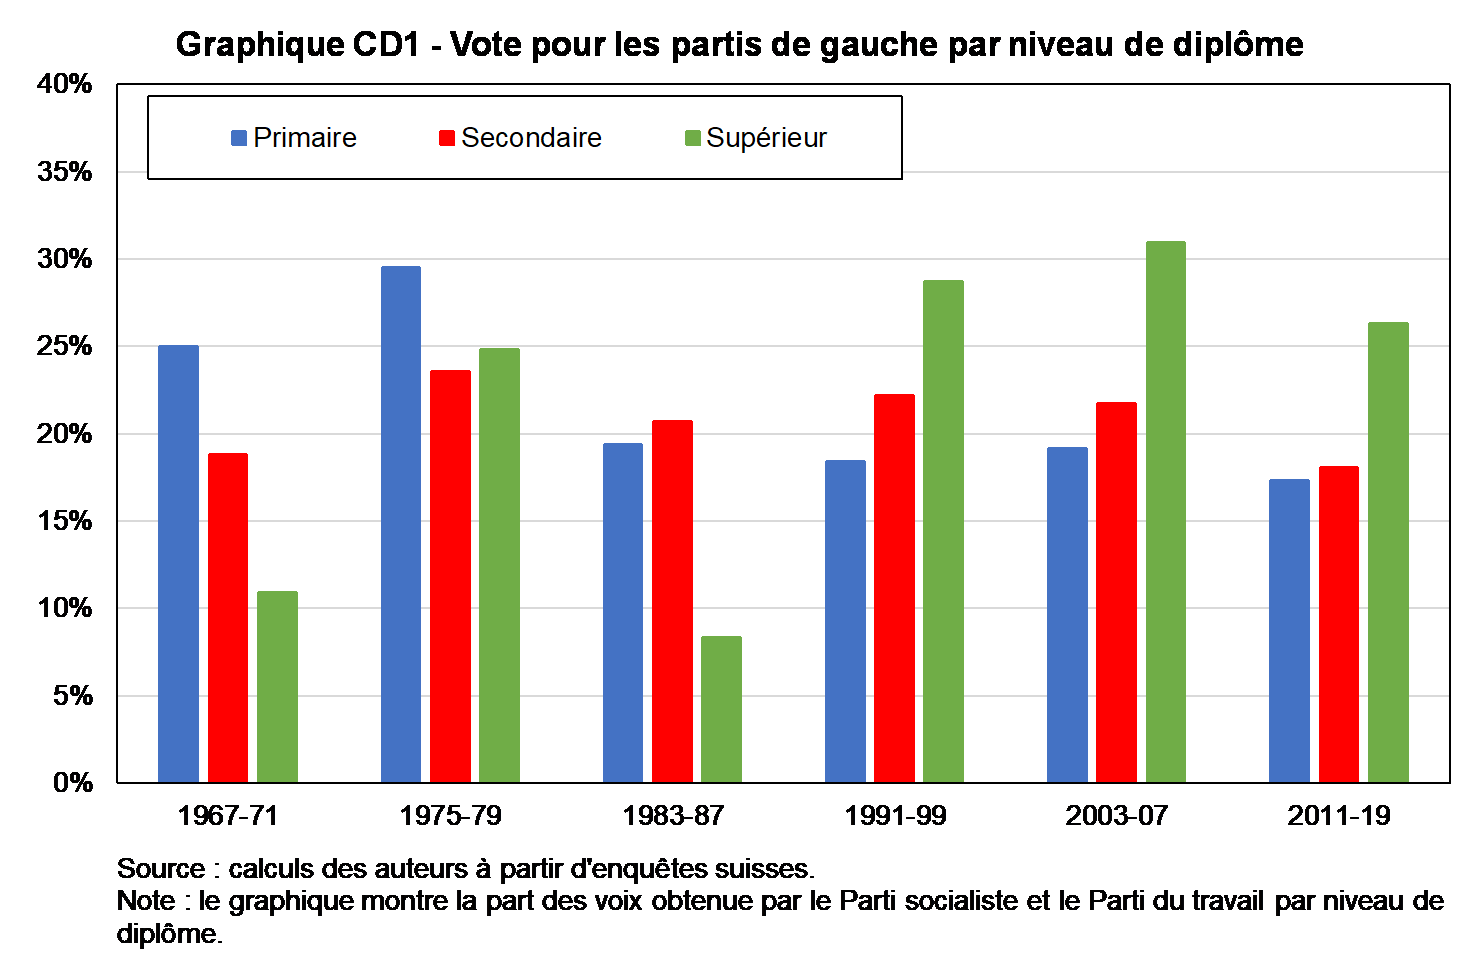 Graphique CD1 - Vote pour les partis de gauche par niveau de diplôme
40%
35%
30%
25%
20%
15%
10%
5%
0%
Primaire
Secondaire
Supérieur
1967-71
1975-79
1983-87
1991-99
2003-07
2011-19
Source : calculs des auteurs à partir d'enquêtes suisses.
Note : le graphique montre la part des voix obtenue par le Parti socialiste et le Parti du travail par niveau de
diplôme.